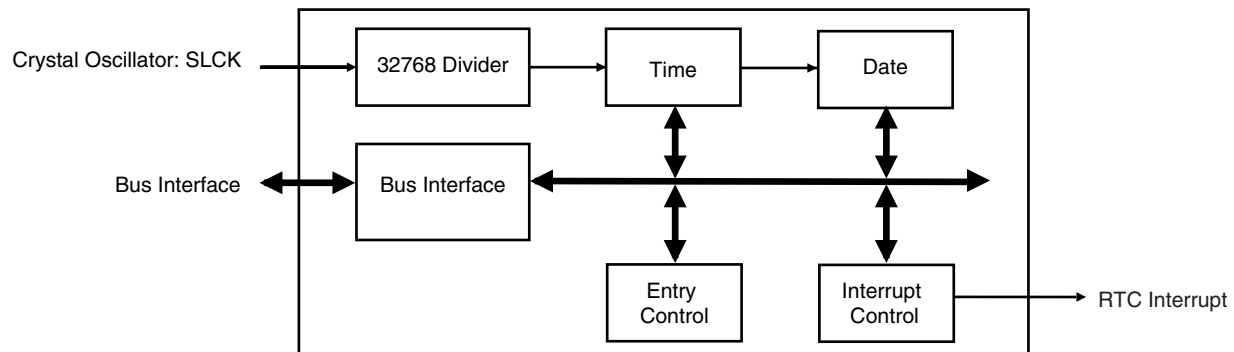 Crystal Oscillator: SLCK
32768 Divider
Time
Date
Bus Interface
Bus Interface
Entry
Control
Interrupt
Control
RTC Interrupt